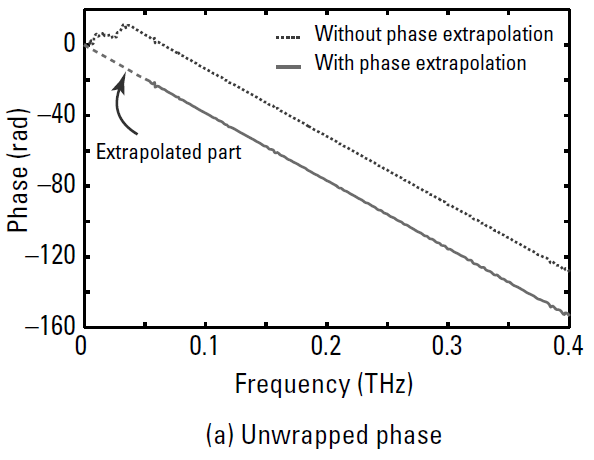 Without phase extrapolation
With phase extrapolation
Extrapolated part
Phase (rad)
0
−40
−80
−120
−160
0 0.1 0.2 0.3 0.4
Frequency (THz)
(a) Unwrapped phase